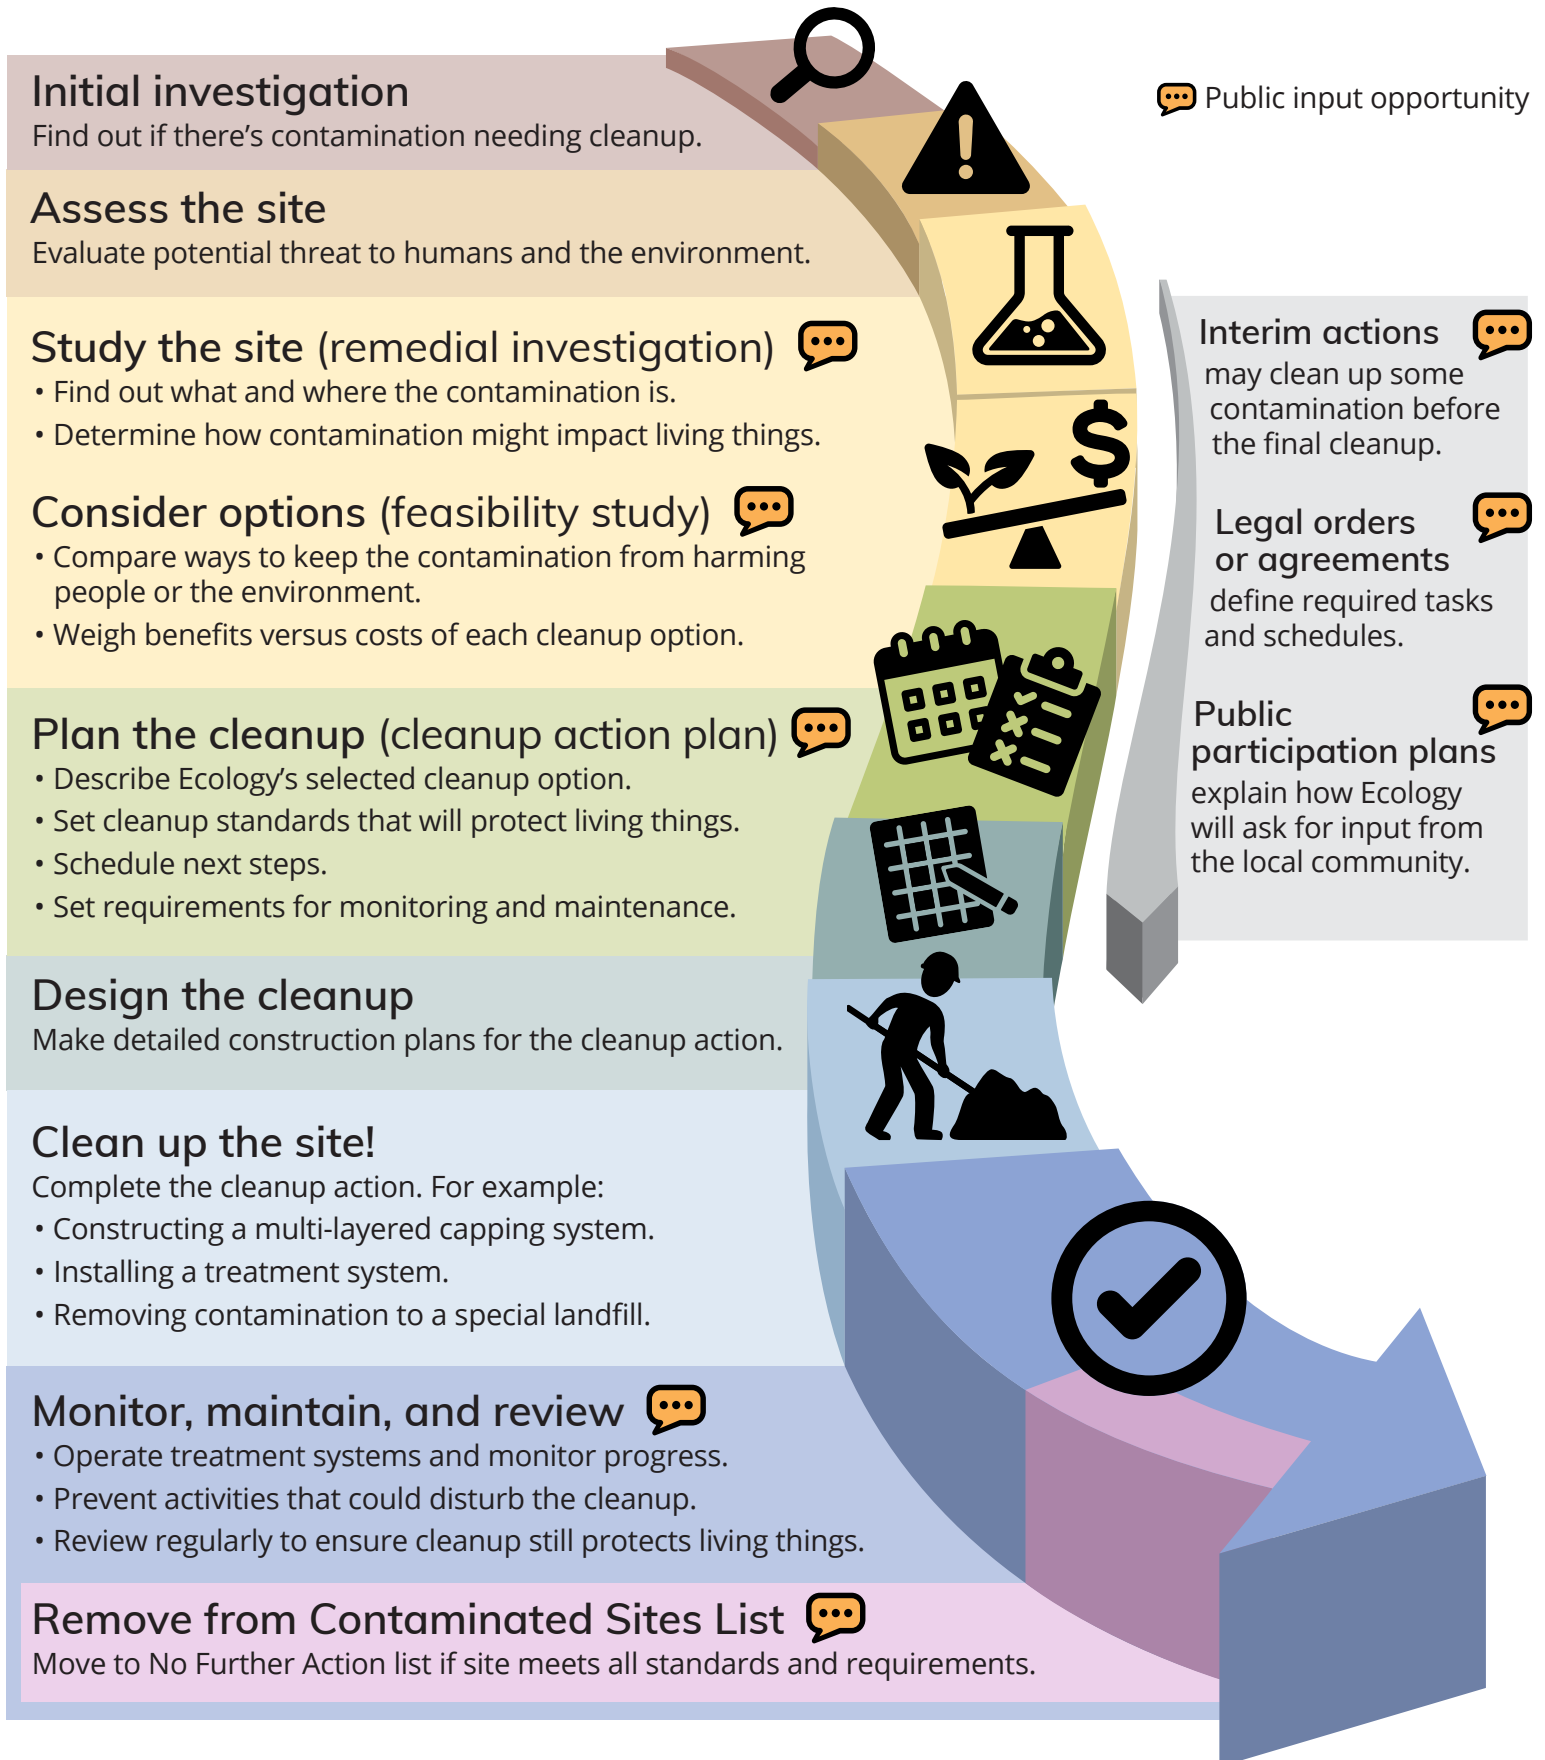 Initial investigation
Find out if there’s contamination needing cleanup.
Public input opportunity
Assess the site
Evaluate potential threat to humans and the environment.
Study the site (remedial investigation)
• Find out what and where the contamination is.
• Determine how contamination might impact living things.
Consider options (feasibility study)
• Compare ways to keep the contamination from harming
people or the environment.
• Weigh benefits versus costs of each cleanup option.
Plan the cleanup (cleanup action plan)
• Describe Ecology’s selected cleanup option.
• Set cleanup standards that will protect living things.
• Schedule next steps.
• Set requirements for monitoring and maintenance.
Design the cleanup
Make detailed construction plans for the cleanup action.
Clean up the site!
Complete the cleanup action. For example:
• Constructing a multi-layered capping system.
• Installing a treatment system.
• Removing contamination to a special landfill.
Monitor, maintain, and review
• Operate treatment systems and monitor progress.
• Prevent activities that could disturb the cleanup.
• Review regularly to ensure cleanup still protects living things.
Remove from Contaminated Sites List
Move to No Further Action list if site meets all standards and requirements.
$
Interim actions
may clean up some
contamination before
the final cleanup.
Legal orders
or agreements
define required tasks
and schedules.
Public
participation plans
explain how Ecology
will ask for input from
the local community.